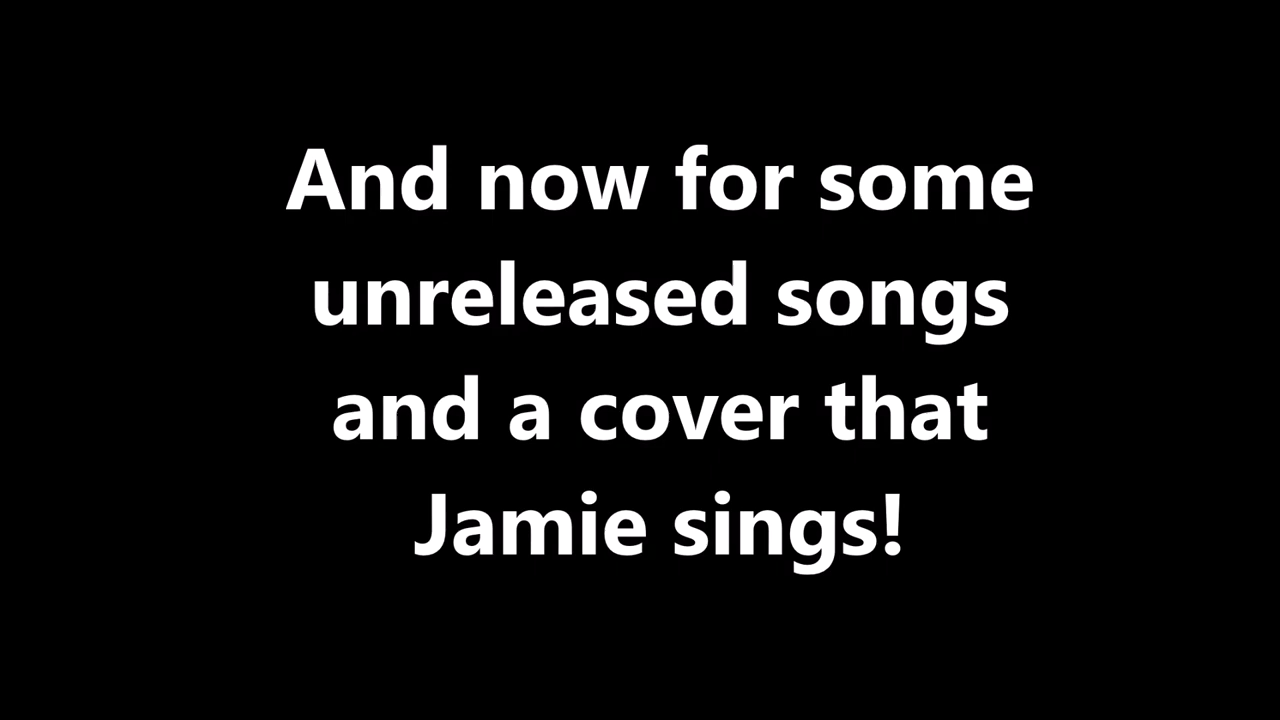 And now for some
unreleased songs
and a cover that
Jamie sings!